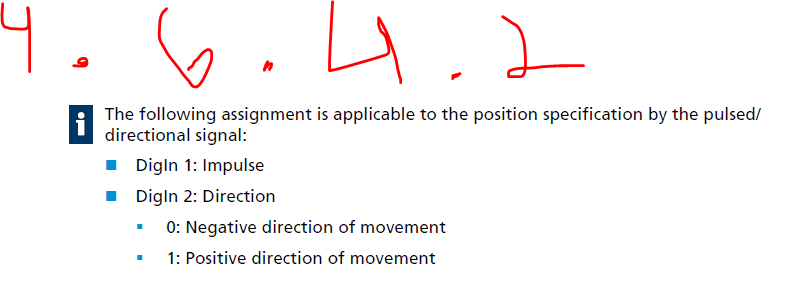 4.6.4.2
i The following assignment is applicable to the position specification by the pulsed/
directional signal:
DigIn 1: Impulse
DigIn 2: Direction
0: Negative direction of movement
1: Positive direction of movement